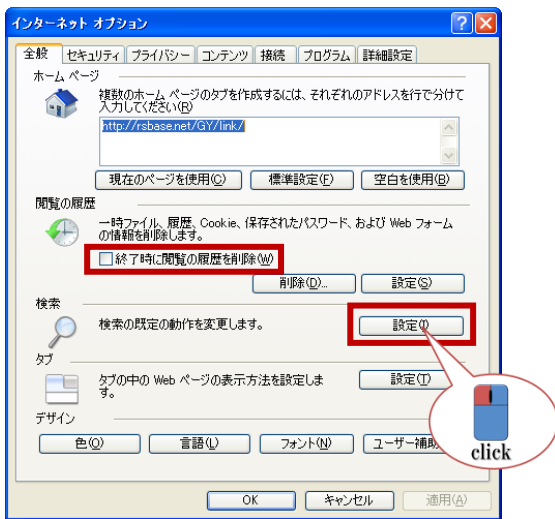 インターネット オプション
全般 セキュリティ プライバシー コンテンツ 接続 プログラム 詳細設定
ホーム ページ
複数のホーム ページのタブを作成するには、それぞれのアドレスを行で分けて
入力してください(R)
http://rsbase.net/GY/link/
現在のページを使用(C) 標準設定(F) 空白を使用(B)
閲覧の履歴
一時ファイル、履歴、Cookie、保存されたパスワード、および Web フォーム
の情報を削除します。
終了時に閲覧の履歴を削除(W)
削除(D)... 設定(S)
検索
検索の既定の動作を変更します。
設定(I)
タブ
タブの中の Web ページの表示方法を設定しま
す。
設定(T)
デザイン
色(O) 言語(L) フォント(N) ユーザー補助
click
OK キャンセル 適用(A)